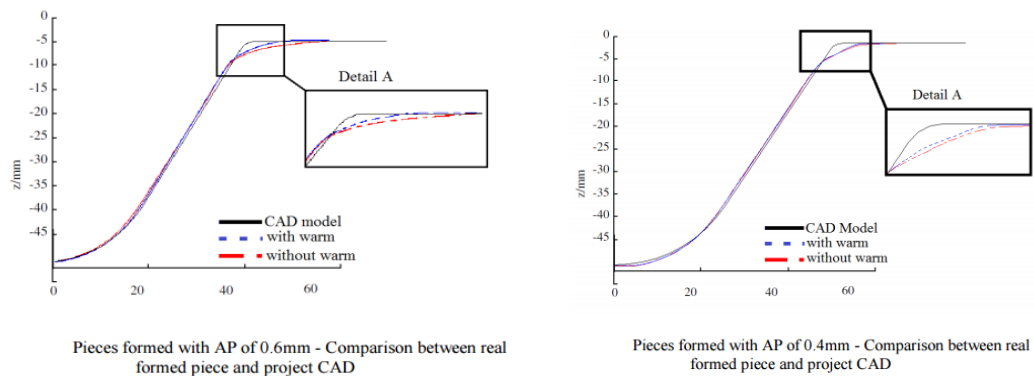 0
-5
-10
-15
-20
-25
-30
-35
-40
-45
z/mm
0
20
40
60
Detail A
CAD model
with warm
without warm
Pieces formed with AP of 0.6mm - Comparison between real
formed piece and project CAD
0
-5
-10
-15
-20
-25
-30
-35
-40
-45
z/mm
0
20
40
60
Detail A
CAD Model
with warm
without warm
Pieces formed with AP of 0.4mm - Comparison between real
formed piece and project CAD